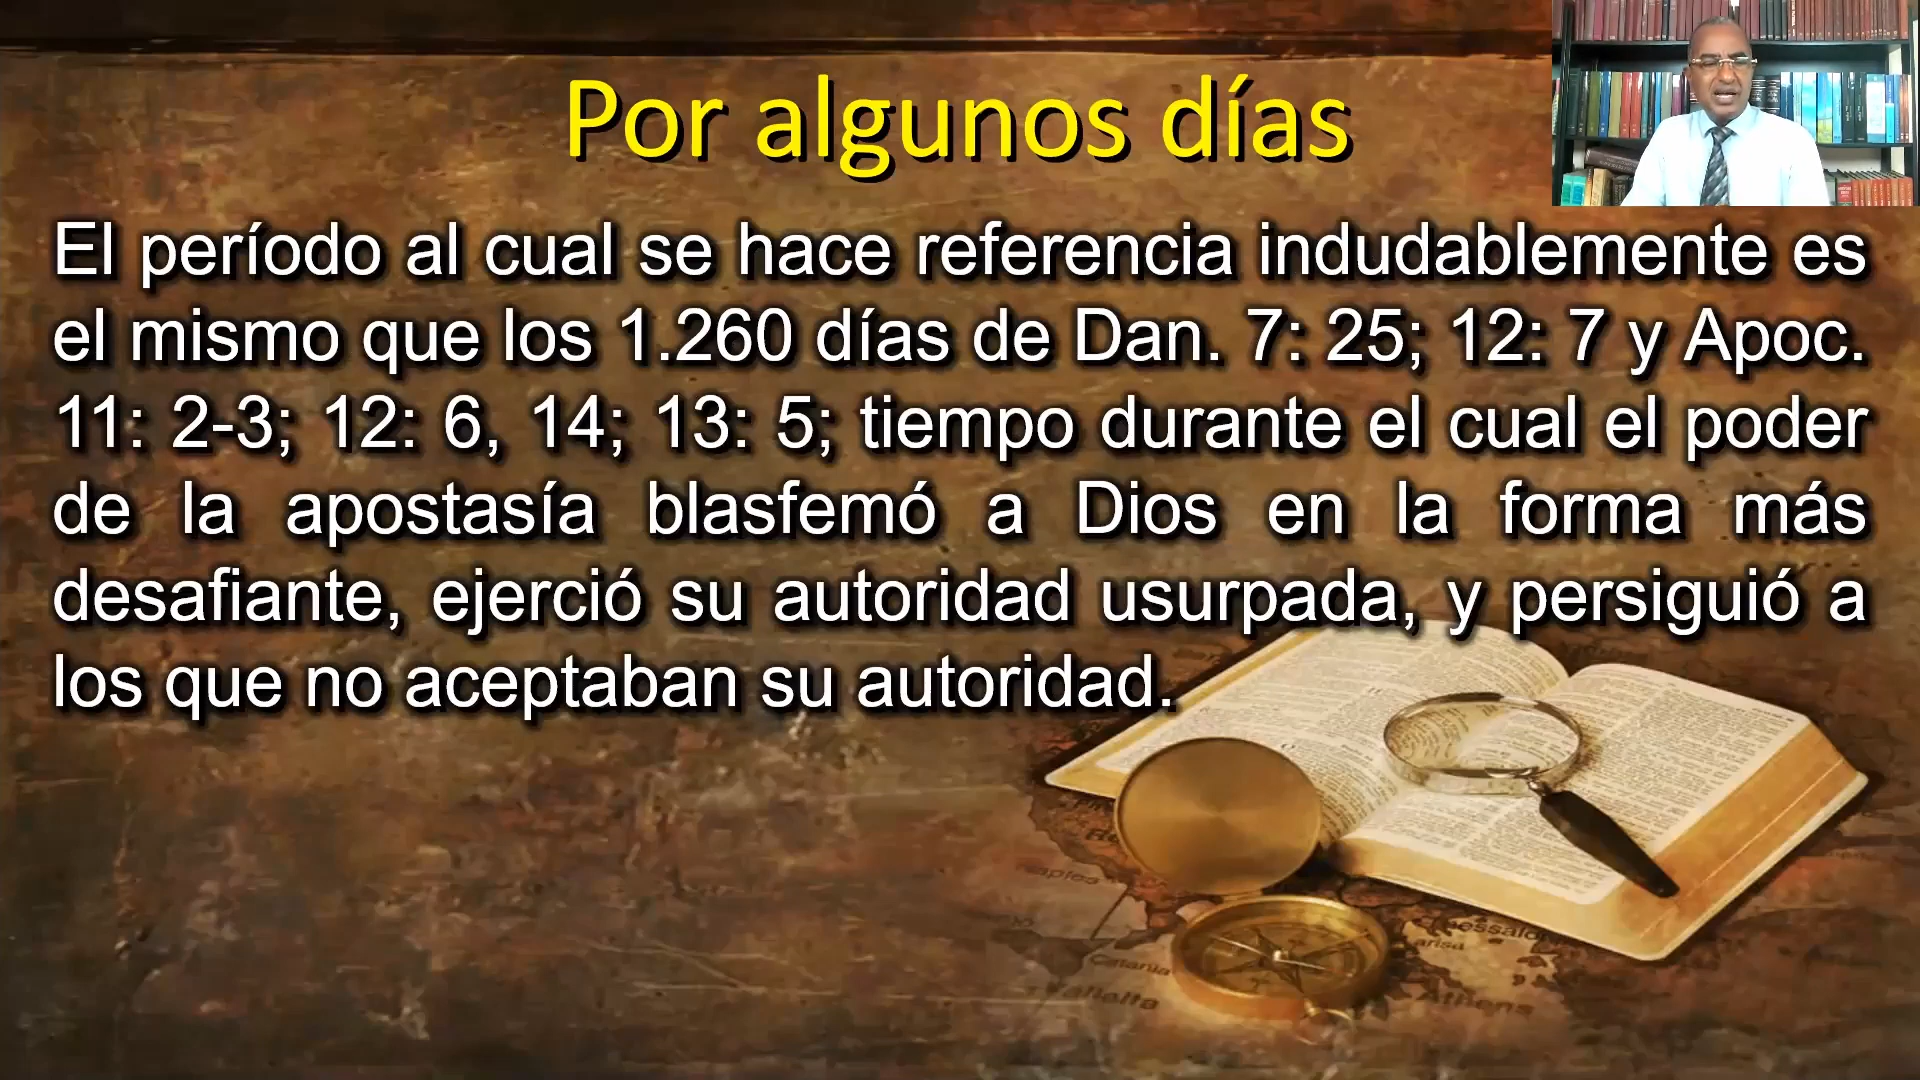 Por algunos días
El período al cual se hace referencia indudablemente es
el mismo que los 1.260 días de Dan. 7: 25; 12: 7 y Apoc.
11: 2-3; 12: 6, 14; 13: 5; tiempo durante el cual el poder
de la apostasía blasfemó a Dios en la forma más
desafiante, ejerció su autoridad usurpada, y persiguió a
los que no aceptaban su autoridad.
Catania
Athens